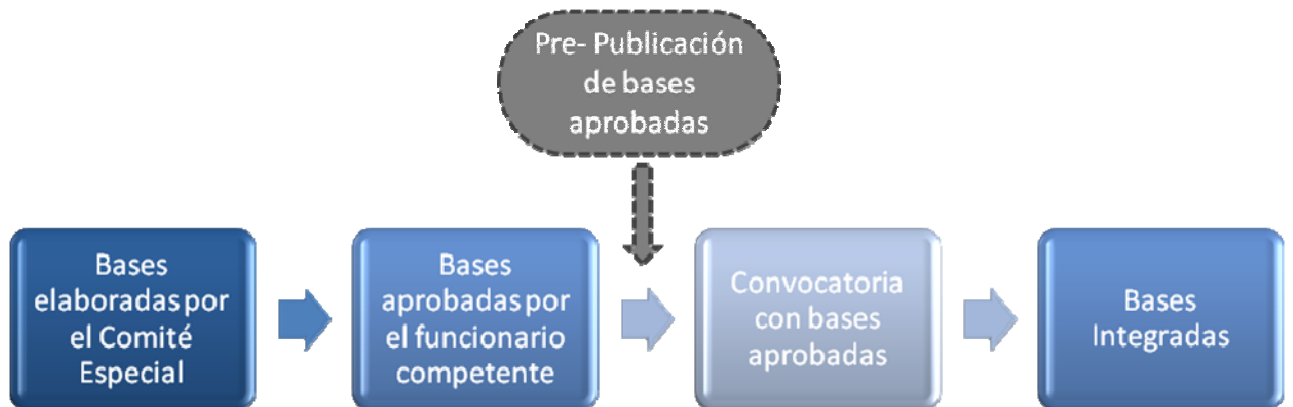 Pre- Publicación
de bases
aprobadas
Bases
elaboradas por
el Comité
Especial
Bases
aprobadas por
el funcionario
competente
Convocatoria
con bases
aprobadas
Bases
Integradas